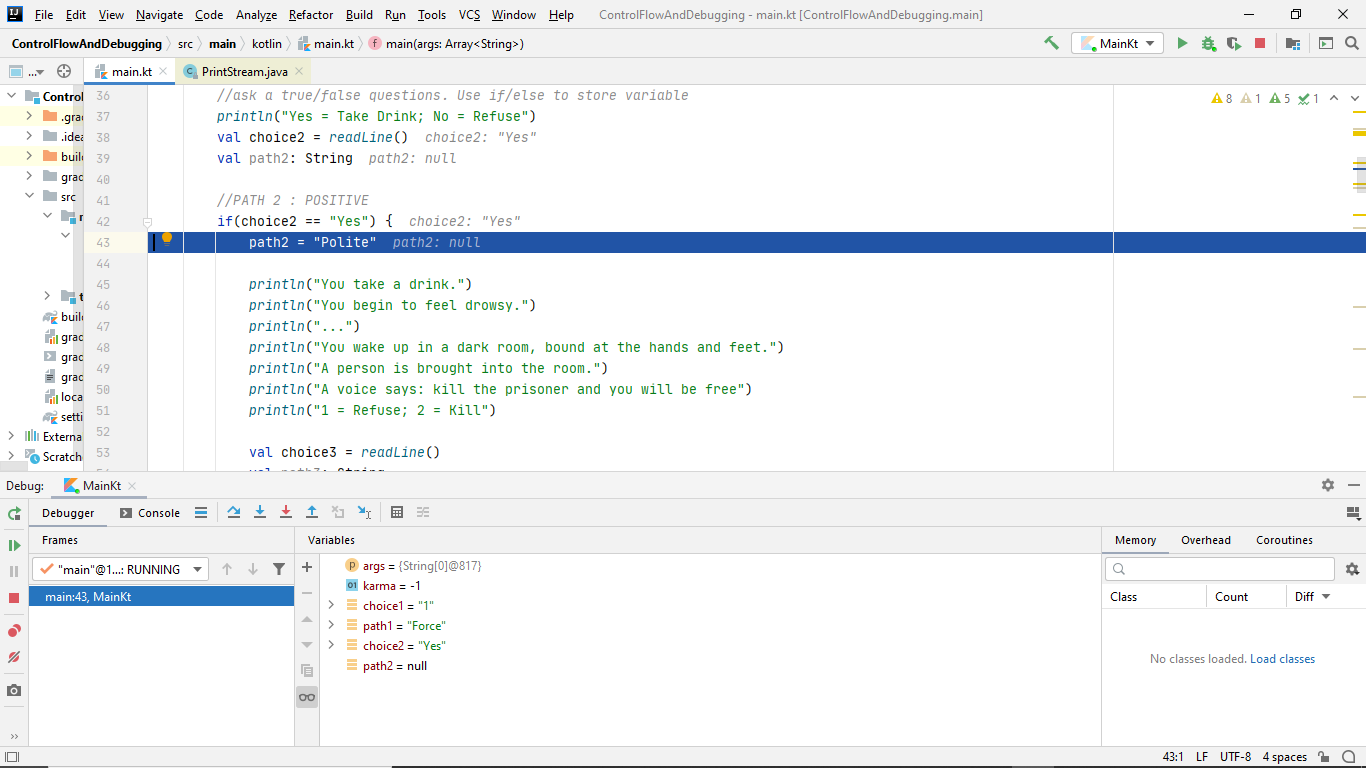 File Edit View Navigate Code Analyze Refactor Build Run Tools VCS Window Help ControlFlowAndDebugging - main.kt [ControlFlowAndDebugging.main]
ControlFlowAndDebugging src main kotlin main.kt main(args: Array<String>) MainKt
... main.kt PrintStream.java
Control
.gra
.idea
buil
grad
src
n
t
buil
grad
grad
grad
loca
setti
Externa
Scratch
8 1 5 1
36 //ask a true/false questions. Use if/else to store variable
37 println("Yes = Take Drink; No = Refuse")
38 val choice2 = readLine() choice2: "Yes"
39 val path2: String path2: null
40
41 //PATH 2 : POSITIVE
42 if(choice2 == "Yes") { choice2: "Yes"
43 path2 = "Polite" path2: null
44
45 println("You take a drink.")
46 println("You begin to feel drowsy.")
47 println("...")
48 println("You wake up in a dark room, bound at the hands and feet.")
49 println("A person is brought into the room.")
50 println("A voice says: kill the prisoner and you will be free")
51 println("1 = Refuse; 2 = Kill")
52
53 val choice3 = readLine()
Debug: MainKt
Debugger Console
Frames
"main"@1...: RUNNING
main:43, MainKt
Variables
args = {String[0]@817}
karma = -1
choice1 = "1"
path1 = "Force"
choice2 = "Yes"
path2 = null
Memory Overhead Coroutines
Class Count Diff
No classes loaded. Load classes
43:1 LF UTF-8 4 spaces